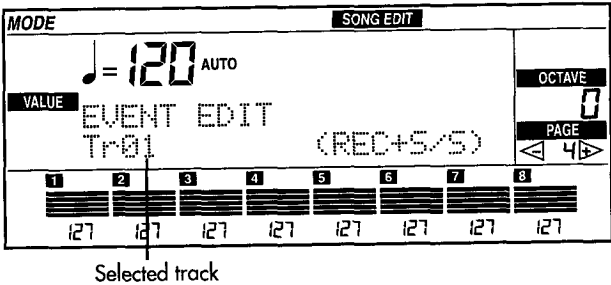 MODE SONG EDIT
♩=120 AUTO
OCTAVE
0
VALUE
EVENT EDIT
Tr01 (REC+S/S)
PAGE
- 4 +
1 2 3 4 5 6 7 8
127 127 127 127 127 127 127 127
Selected track